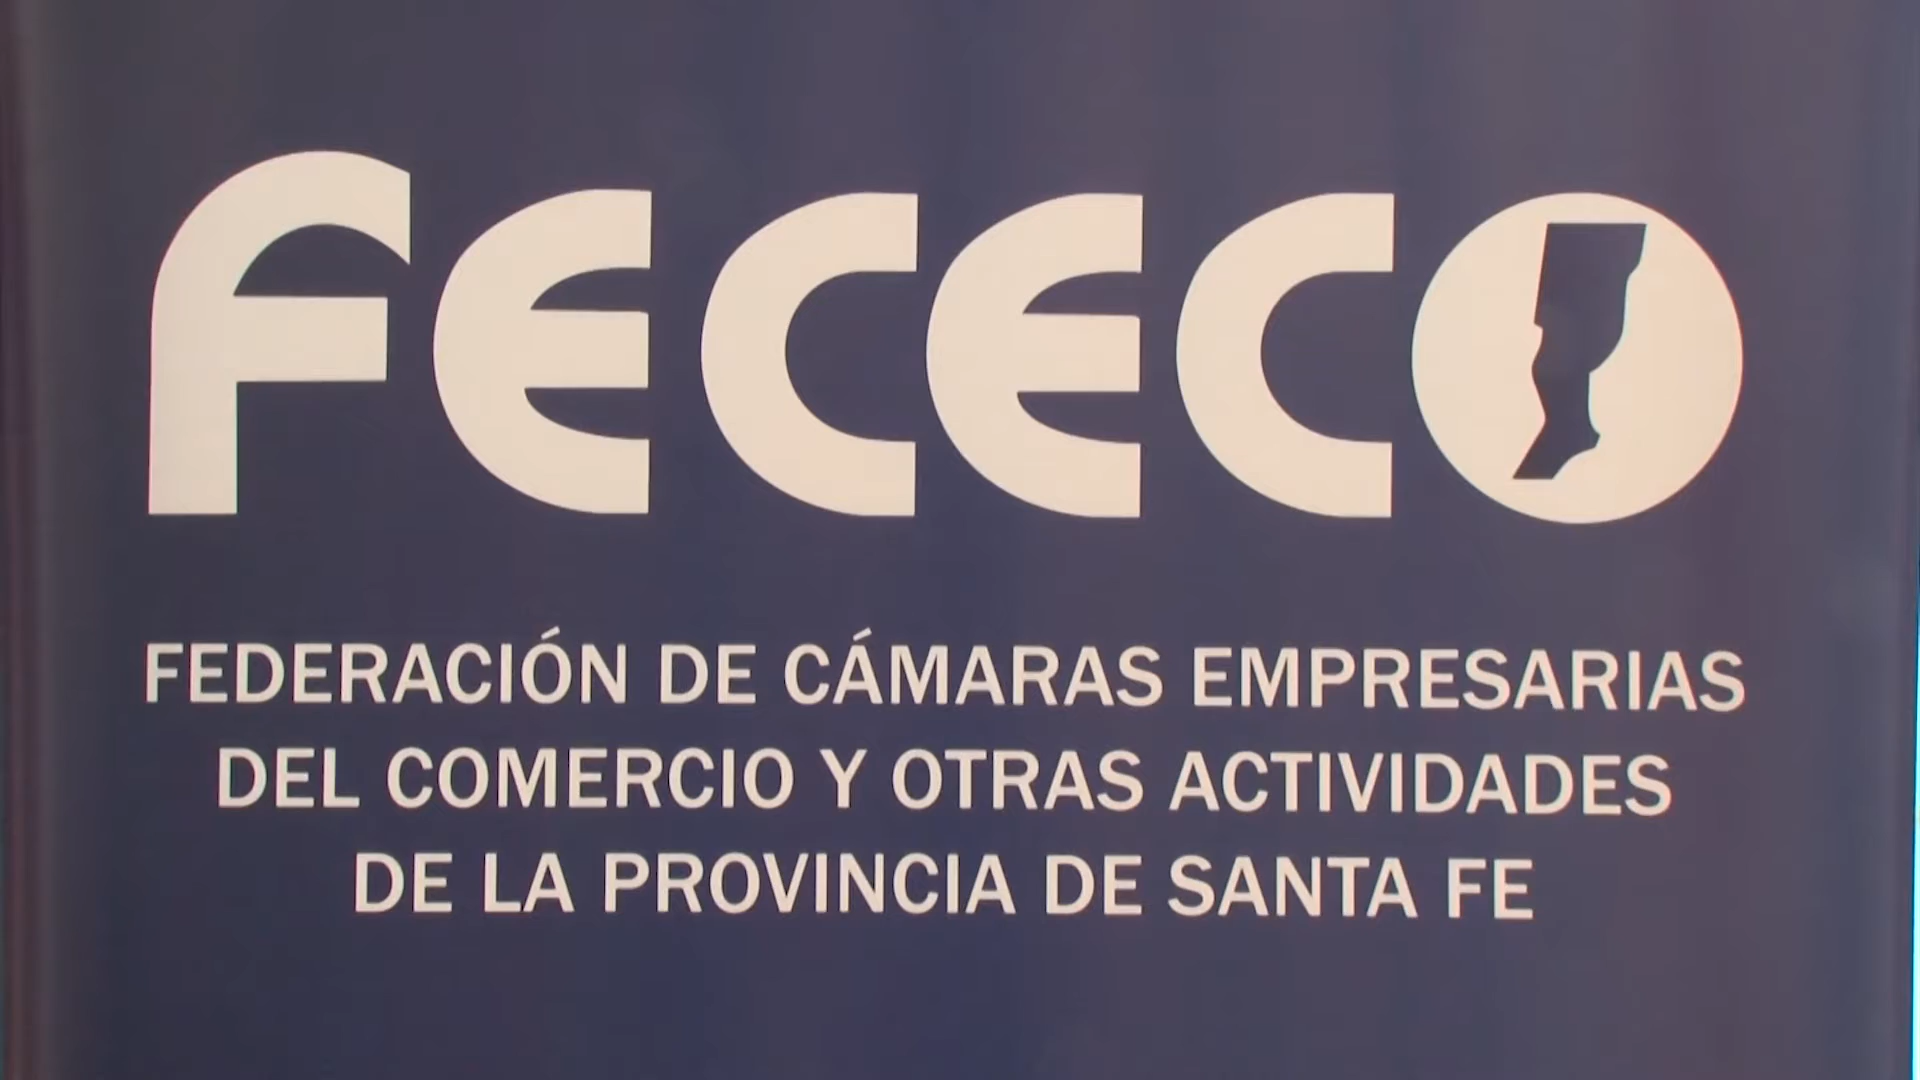 FECECO
FEDERACIÓN DE CÁMARAS EMPRESARIAS
DEL COMERCIO Y OTRAS ACTIVIDADES
DE LA PROVINCIA DE SANTA FE